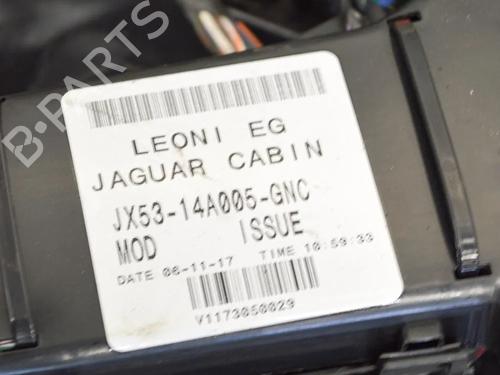 LEONI EG
JAGUAR CABIN
JX53-14A005-GNC
MOD ISSUE
DATE 06-11-17 TIME 10:59:33
V1173050029
B-PARTS